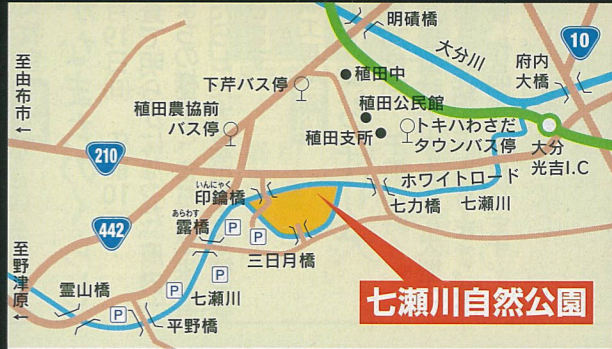 明磧橋
大分川
10
府内
大橋
至由布市←
下芹バス停
植田中
植田公民館
植田農協前
バス停
植田支所
トキハわさだ
タウンバス停
大分
光吉I.C
210
ホワイトロード
いんにゃく
印鑰橋
七力橋
七瀬川
442
あらわす
露橋
P
P
三日月橋
至野津原←
P
P
七瀬川
霊山橋
P
平野橋
七瀬川自然公園